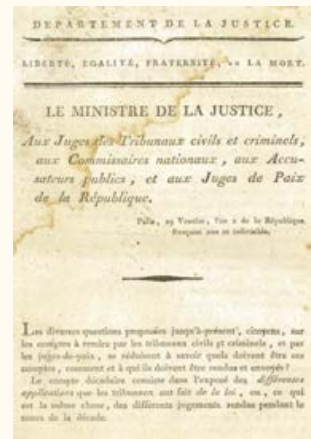 DEPARTEMENT DE LA JUSTICE.
LIBERTÉ, ÉGALITÉ, FRATERNITÉ, ou LA MORT.
LE MINISTRE DE LA JUSTICE,
Aux Juges des Tribunaux civils et criminels,
aux Commissaires nationaux, aux Accu-
sateurs publics, et aux Juges de Paix
de la République.
Paris, 29 Ventôse, l'an 2 de la République
française une et indivisible.
Les diverses questions proposées jusqu'à-présent, citoyens, sur
les comptes à rendre par les tribunaux civils et criminels, et par
les juges-de-paix, se réduisent à savoir quels doivent être ces
comptes, comment et à qui ils doivent être rendus et envoyés?
Le compte décadaire consiste dans l'exposé des différentes
applications que les tribunaux ont fait de la loi, ou, ce qui
est la même chose, des différents jugements rendus pendant le
cours de la décade.